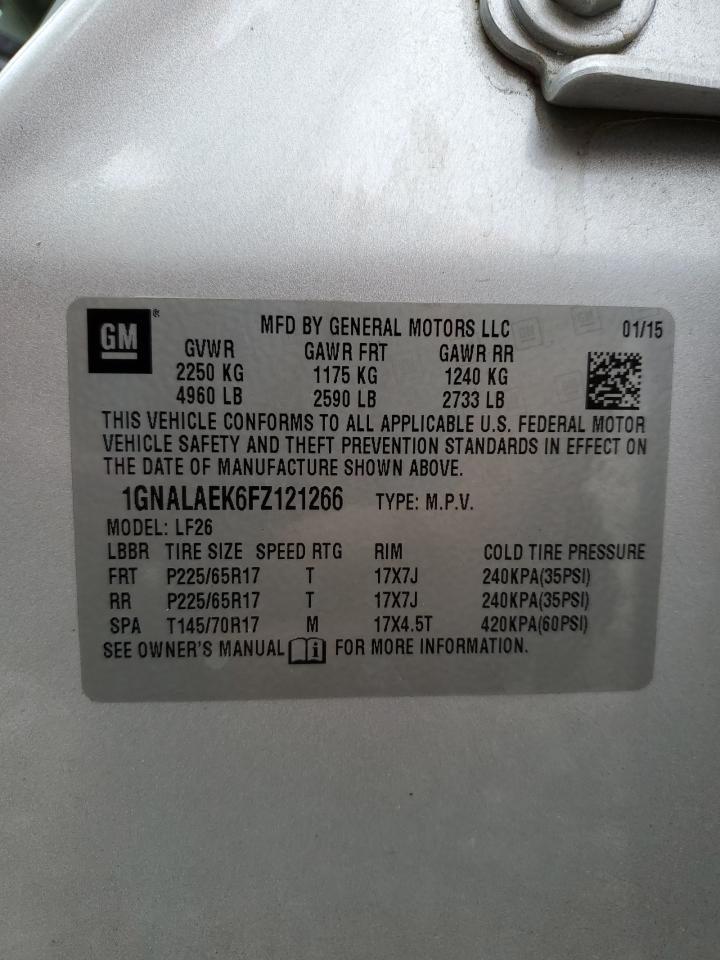 GM®
MFD BY GENERAL MOTORS LLC 01/15
GVWR GAWR FRT GAWR RR
2250 KG 1175 KG 1240 KG
4960 LB 2590 LB 2733 LB
THIS VEHICLE CONFORMS TO ALL APPLICABLE U.S. FEDERAL MOTOR
VEHICLE SAFETY AND THEFT PREVENTION STANDARDS IN EFFECT ON
THE DATE OF MANUFACTURE SHOWN ABOVE.
1GNALAEK6FZ121266 TYPE: M.P.V.
MODEL: LF26
LBBR TIRE SIZE SPEED RTG RIM COLD TIRE PRESSURE
FRT P225/65R17 T 17X7J 240KPA(35PSI)
RR P225/65R17 T 17X7J 240KPA(35PSI)
SPA T145/70R17 M 17X4.5T 420KPA(60PSI)
SEE OWNER'S MANUAL i FOR MORE INFORMATION.